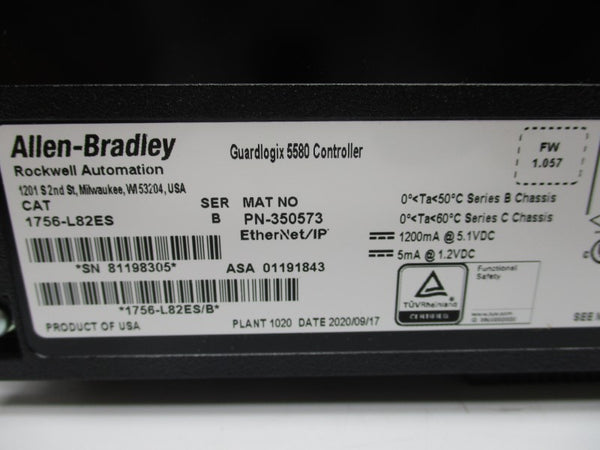 Allen-Bradley
Guardlogix 5580 Controller
FW
1.057
Rockwell Automation
1201 S 2nd St, Milwaukee, WI 53204, USA
CAT SER MAT NO
1756-L82ES B PN-350573
EtherNet/IP
0°<Ta<50°C Series B Chassis
0°<Ta<60°C Series C Chassis
1200mA @ 5.1VDC
5mA @ 1.2VDC
*SN 81198305* ASA 01191843
*1756-L82ES/B*
TÜVRheinland
CERTIFIED
Functional
Safety
PRODUCT OF USA PLANT 1020 DATE 2020/09/17
SEE